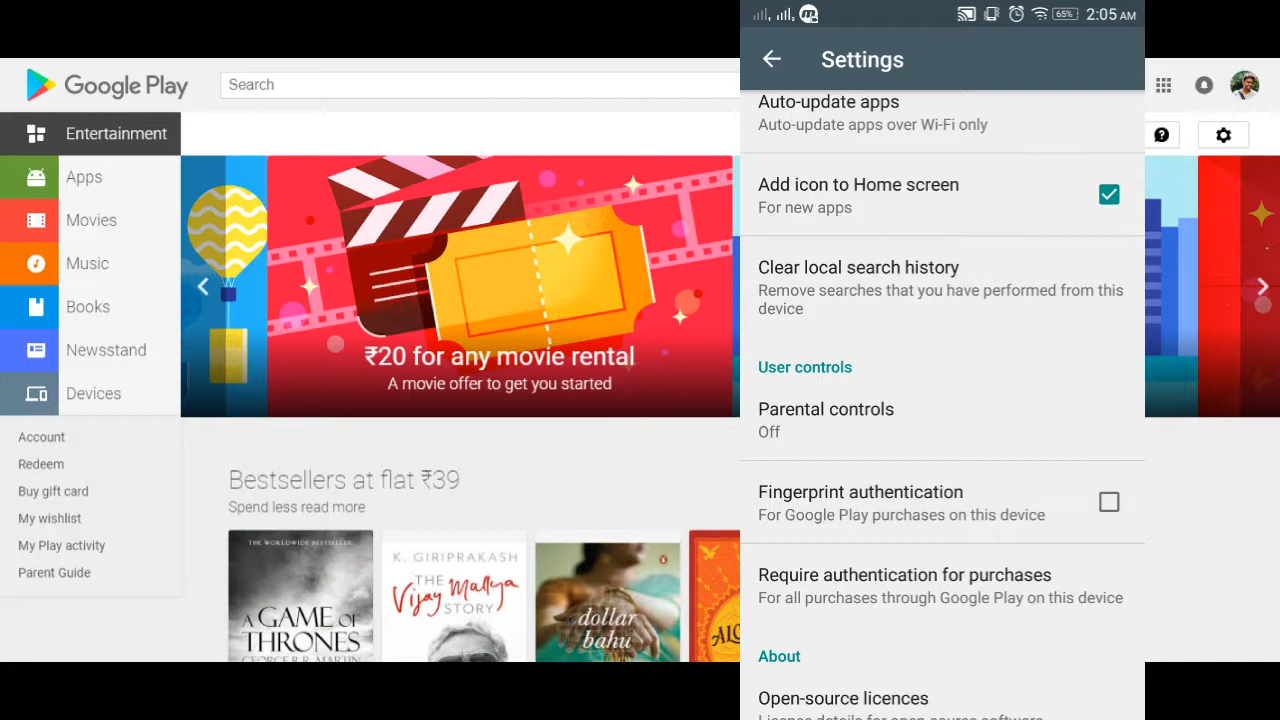 Google Play
Search
Entertainment
Apps
Movies
Music
Books
Newsstand
Devices
Account
Redeem
Buy gift card
My wishlist
My Play activity
Parent Guide
₹20 for any movie rental
A movie offer to get you started
Bestsellers at flat ₹39
Spend less read more
THE WORLDWIDE BESTSELLER
A GAME OF
THRONES
GEORGE R.R. MARTIN
K. GIRIPRAKASH
THE
Vijay Mallya
STORY
dollar
bahu
65% 2:05 AM
Settings
Auto-update apps
Auto-update apps over Wi-Fi only
Add icon to Home screen
For new apps
Clear local search history
Remove searches that you have performed from this
device
User controls
Parental controls
Off
Fingerprint authentication
For Google Play purchases on this device
Require authentication for purchases
For all purchases through Google Play on this device
About
Open-source licences